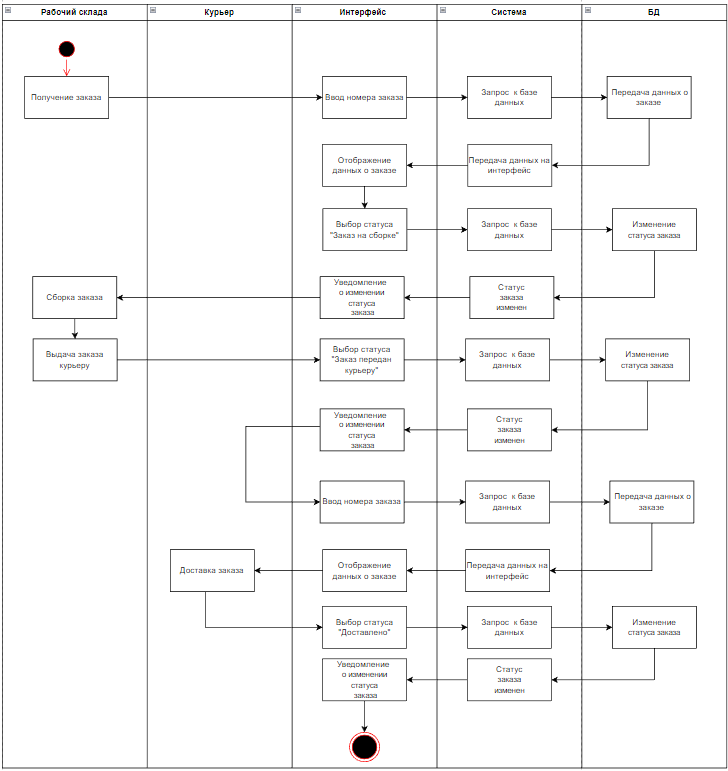 Рабочий склада
Курьер
Интерфейс
Система
БД
Получение заказа
Ввод номера заказа
Запрос к базе
данных
Передача данных о
заказе
Отображение
данных о заказе
Передача данных на
интерфейс
Выбор статуса
"Заказ на сборке"
Запрос к базе
данных
Изменение
статуса заказа
Сборка заказа
Уведомление
о изменении
статуса
заказа
Статус
заказа
изменен
Выдача заказа
курьеру
Выбор статуса
"Заказ передан
курьеру"
Запрос к базе
данных
Изменение
статуса заказа
Уведомление
о изменении
статуса
заказа
Статус
заказа
изменен
Ввод номера заказа
Запрос к базе
данных
Передача данных о
заказе
Доставка заказа
Отображение
данных о заказе
Передача данных на
интерфейс
Выбор статуса
"Доставлено"
Запрос к базе
данных
Изменение
статуса заказа
Уведомление
о изменении
статуса
заказа
Статус
заказа
изменен